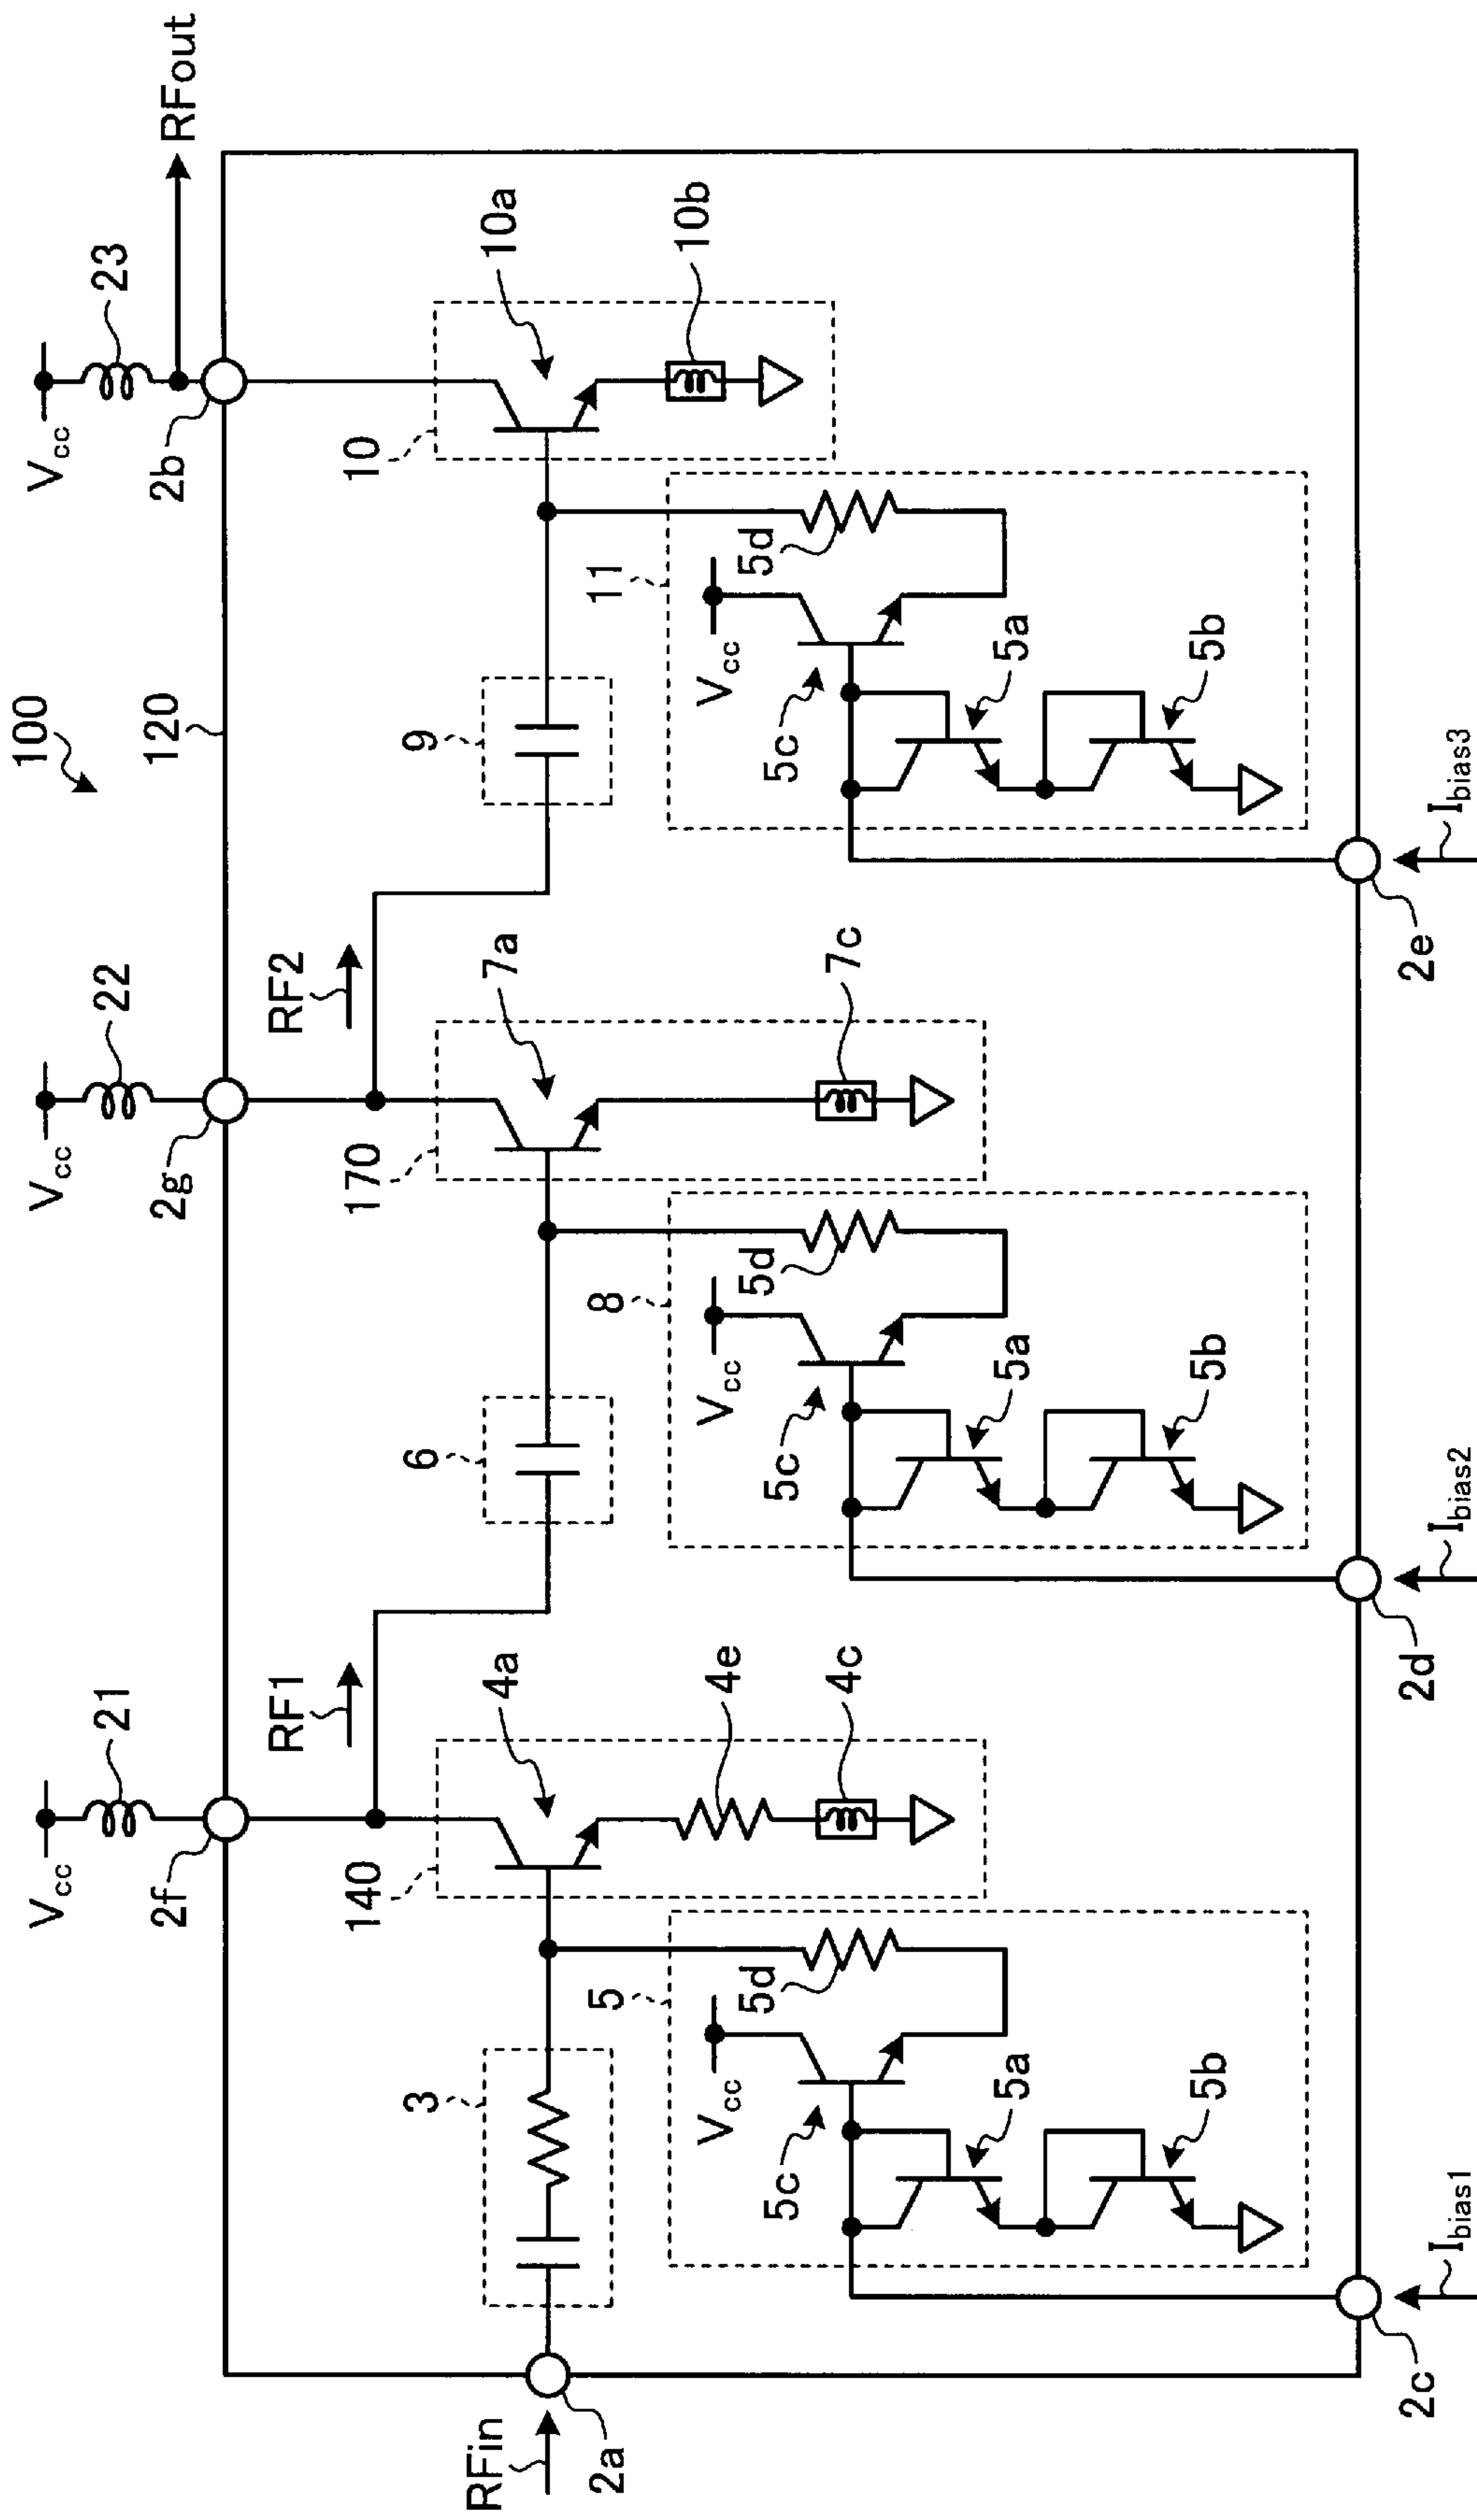 100
120
Vcc
21
2f
Vcc
22
2g
Vcc
23
2b
RFout
RF1
RF2
140
4a
4e
4c
170
7a
7c
10
10a
10b
RFin
2a
3
6
9
5
Vcc
5c
5d
5a
5b
8
Vcc
5c
5d
5a
5b
11
Vcc
5c
5d
5a
5b
2c
Ibias1
2d
Ibias2
2e
Ibias3